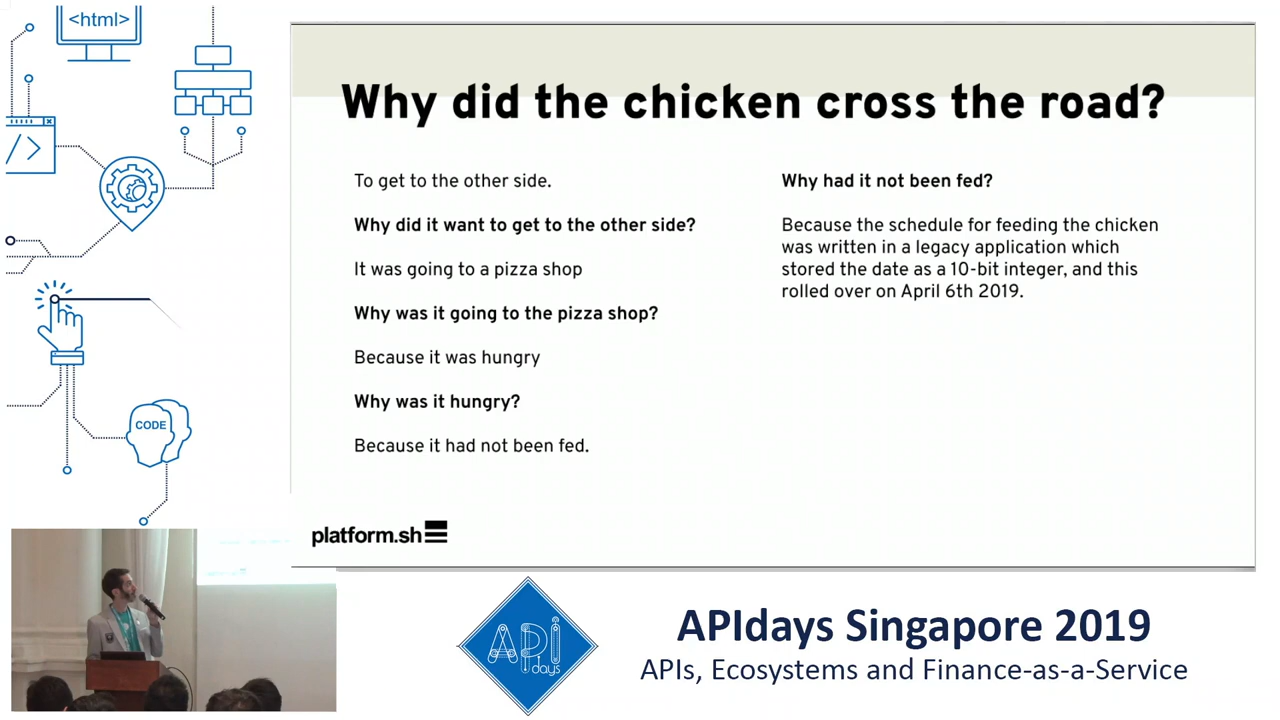 <html>
</>
CODE
Why did the chicken cross the road?
To get to the other side.
Why did it want to get to the other side?
It was going to a pizza shop
Why was it going to the pizza shop?
Because it was hungry
Why was it hungry?
Because it had not been fed.
Why had it not been fed?
Because the schedule for feeding the chicken
was written in a legacy application which
stored the date as a 10-bit integer, and this
rolled over on April 6th 2019.
platform.sh
API
days
APIdays Singapore 2019
APIs, Ecosystems and Finance-as-a-Service